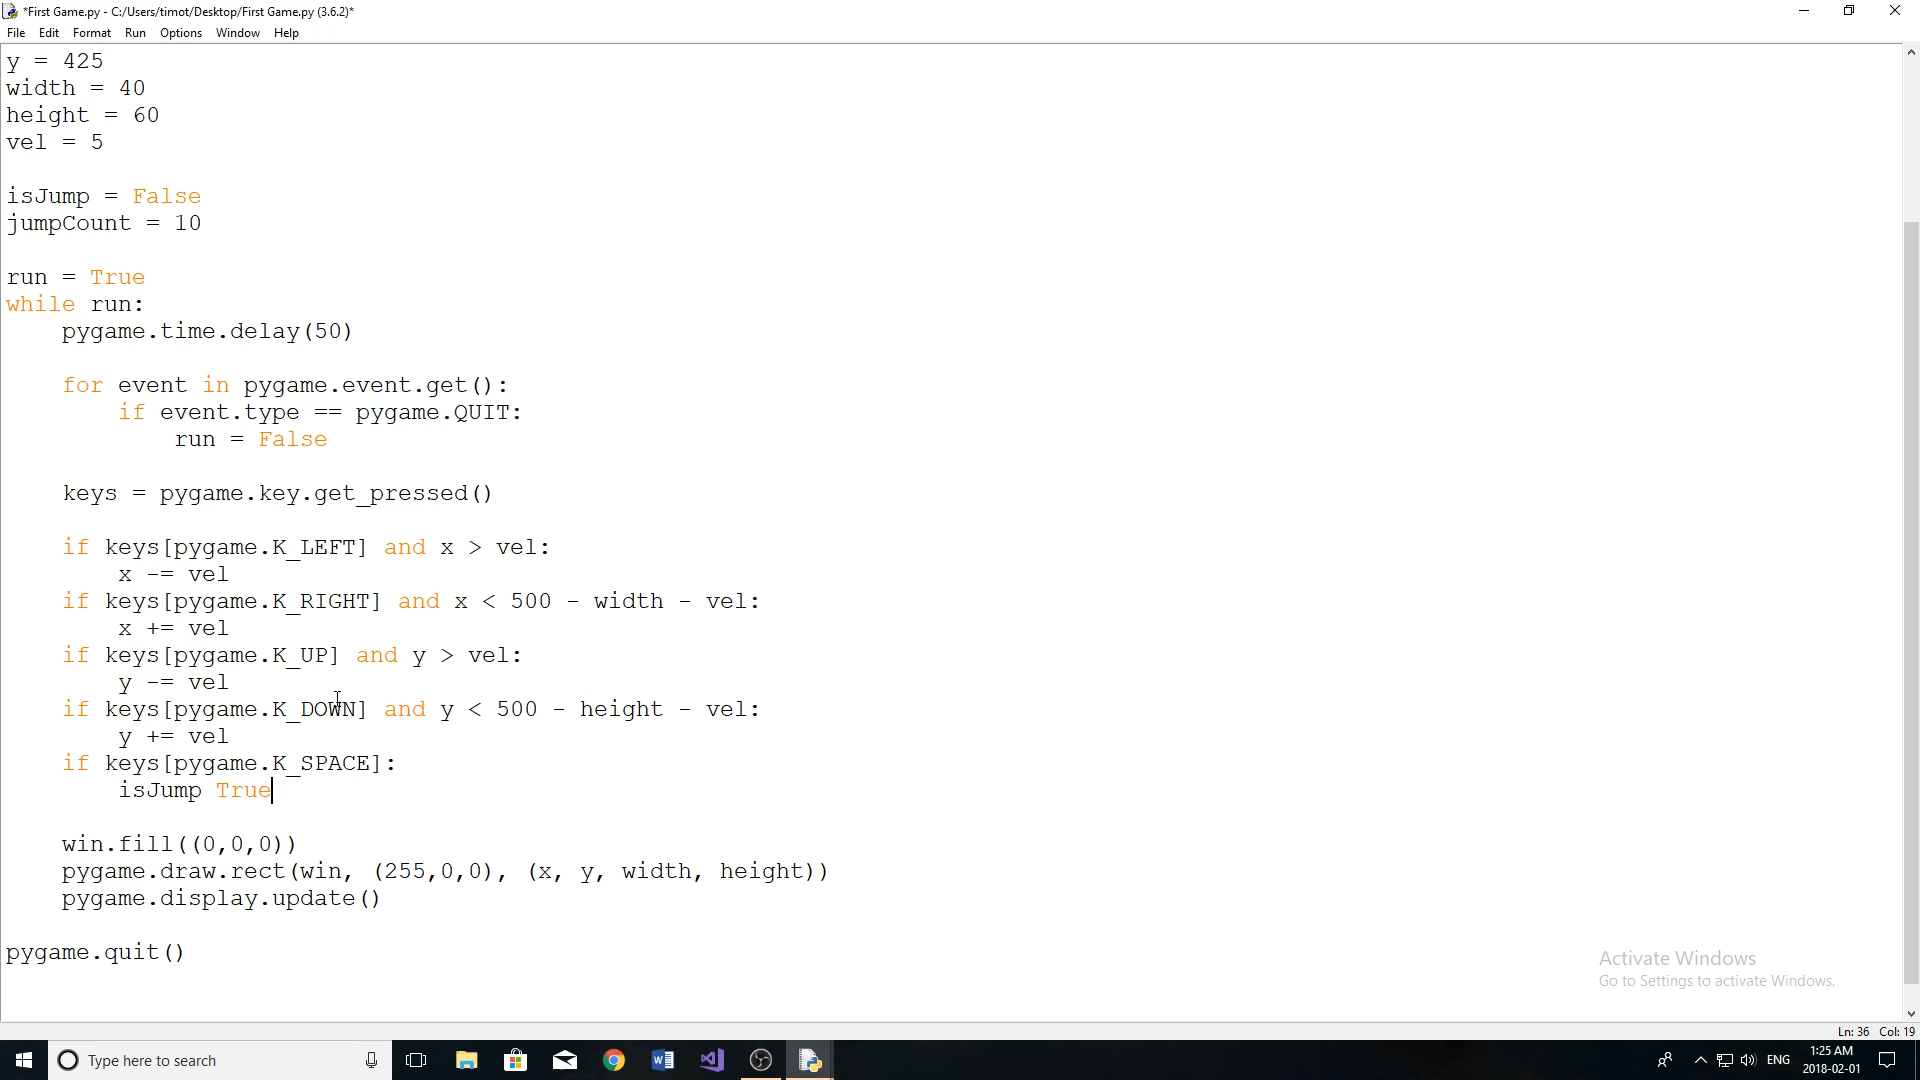 *First Game.py - C:/Users/timot/Desktop/First Game.py (3.6.2)*
File Edit Format Run Options Window Help
y = 425
width = 40
height = 60
vel = 5
isJump = False
jumpCount = 10
run = True
while run:
    pygame.time.delay(50)
    for event in pygame.event.get():
        if event.type == pygame.QUIT:
            run = False
    keys = pygame.key.get_pressed()
    if keys[pygame.K_LEFT] and x > vel:
        x -= vel
    if keys[pygame.K_RIGHT] and x < 500 - width - vel:
        x += vel
    if keys[pygame.K_UP] and y > vel:
        y -= vel
    if keys[pygame.K_DOWN] and y < 500 - height - vel:
        y += vel
    if keys[pygame.K_SPACE]:
        isJump True
    win.fill((0,0,0))
    pygame.draw.rect(win, (255,0,0), (x, y, width, height))
    pygame.display.update()
pygame.quit()
Activate Windows
Go to Settings to activate Windows.
Ln: 36 Col: 19
Type here to search
ENG
1:25 AM
2018-02-01